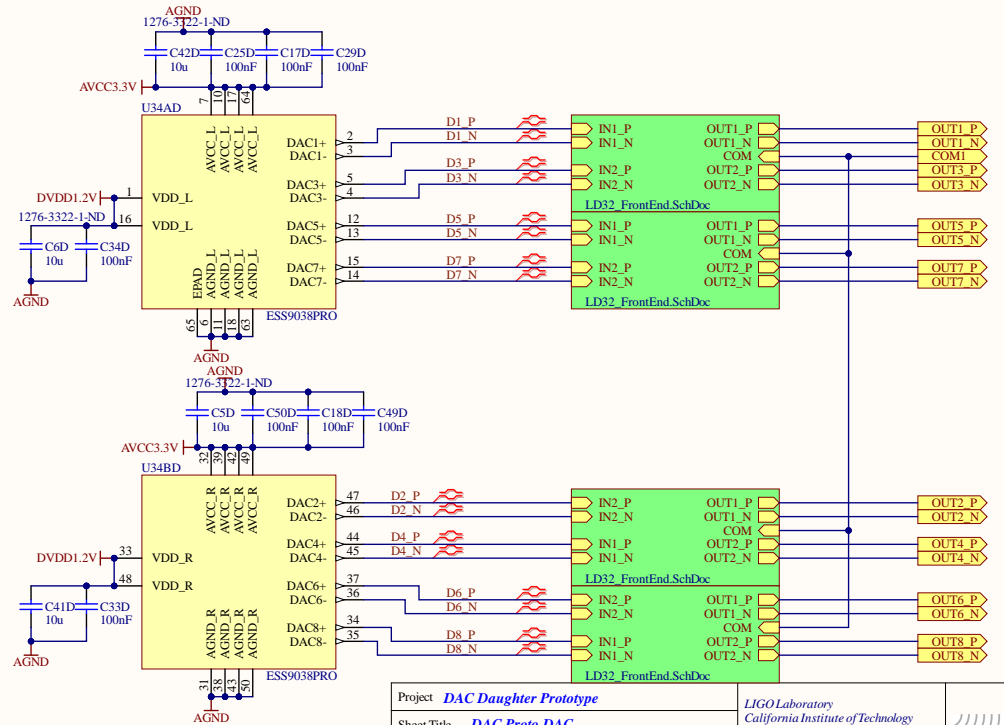 AGND
1276-3322-1-ND
C42D
10u
C25D
100nF
C17D
100nF
C29D
100nF
AVCC3.3V
7
10
17
64
U34AD
AVCC_L
AVCC_L
AVCC_L
AVCC_L
DVDD1.2V
1
VDD_L
16
VDD_L
1276-3322-1-ND
C6D
10u
C34D
100nF
AGND
DAC1+
2
DAC1-
3
DAC3+
5
DAC3-
4
DAC5+
12
DAC5-
13
DAC7+
15
DAC7-
14
EPAD
AGND_L
AGND_L
AGND_L
AGND_L
ESS9038PRO
65
6
11
18
63
AGND
D1_P
D1_N
D3_P
D3_N
D5_P
D5_N
D7_P
D7_N
IN1_P
OUT1_P
IN1_N
OUT1_N
COM
IN2_P
OUT2_P
IN2_N
OUT2_N
LD32_FrontEnd.SchDoc
IN1_P
OUT1_P
IN1_N
OUT1_N
COM
IN2_P
OUT2_P
IN2_N
OUT2_N
LD32_FrontEnd.SchDoc
OUT1_P
OUT1_N
COM1
OUT3_P
OUT3_N
OUT5_P
OUT5_N
OUT7_P
OUT7_N
AGND
1276-3322-1-ND
C5D
10u
C50D
100nF
C18D
100nF
C49D
100nF
AVCC3.3V
32
39
42
49
U34BD
AVCC_R
AVCC_R
AVCC_R
AVCC_R
DVDD1.2V
33
VDD_R
48
VDD_R
C41D
10u
C33D
100nF
AGND
DAC2+
47
DAC2-
46
DAC4+
44
DAC4-
45
DAC6+
37
DAC6-
36
DAC8+
34
DAC8-
35
AGND_R
AGND_R
AGND_R
AGND_R
ESS9038PRO
31
38
43
50
AGND
D2_P
D2_N
D4_P
D4_N
D6_P
D6_N
D8_P
D8_N
IN2_P
OUT1_P
IN2_N
OUT1_N
COM
IN1_P
OUT2_P
IN1_N
OUT2_N
LD32_FrontEnd.SchDoc
IN2_P
OUT1_P
IN2_N
OUT1_N
COM
IN1_P
OUT2_P
IN1_N
OUT2_N
LD32_FrontEnd.SchDoc
OUT2_P
OUT2_N
OUT4_P
OUT4_N
OUT6_P
OUT6_N
OUT8_P
OUT8_N
Project DAC Daughter Prototype
Sheet Title DAC Proto DAC
LIGO Laboratory
California Institute of Technology